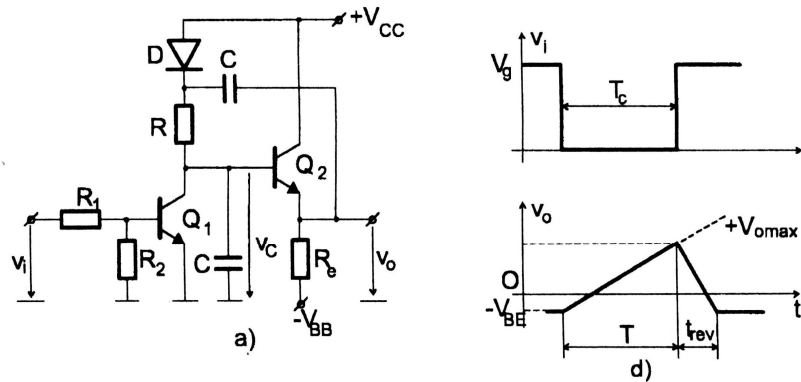 +V_CC
D
C
R
Q_2
R_1
Q_1
v_i
R_2
C
v_C
R_e
v_o
-V_BB
a)
v_i
V_g
T_c
v_o
+V_omax
O
t
-V_BE
T
t_rev
d)